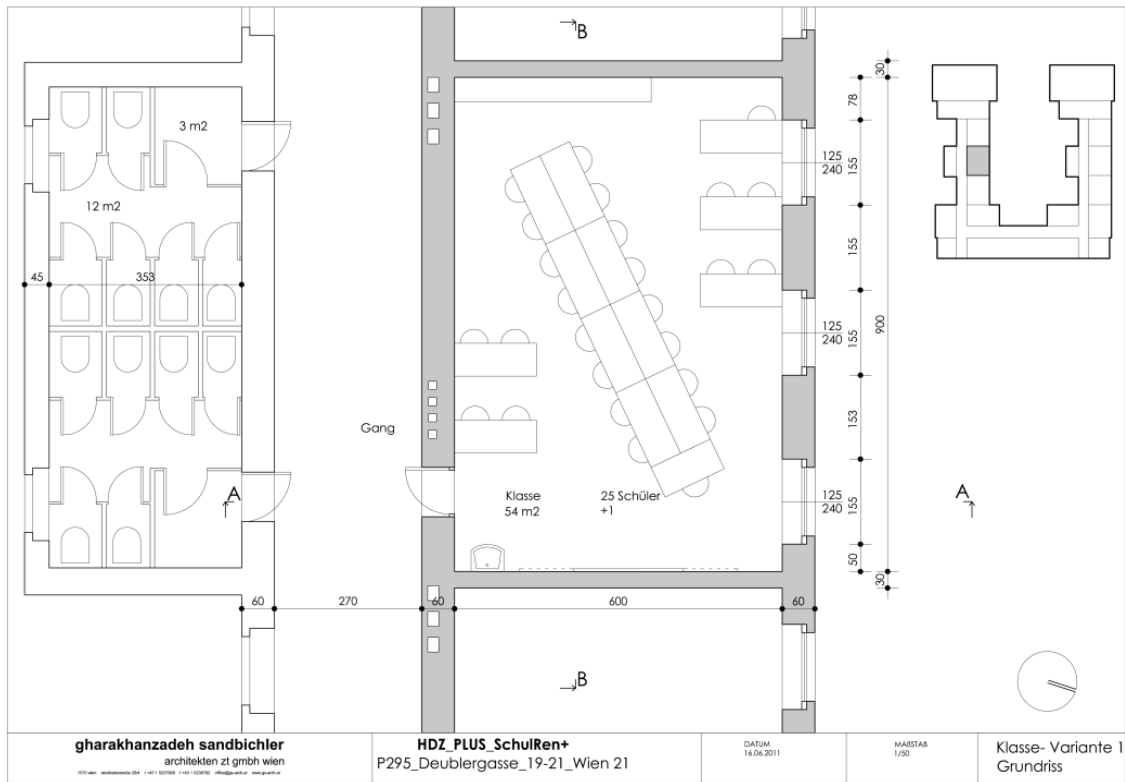 B
30
78
3 m2
125
240
155
12 m2
155
45
353
900
125
240
155
153
Gang
A
Klasse
54 m2
25 Schüler
+1
125
240
155
A
50
30
60
270
60
600
60
B
gharakhanzadeh sandbichler
architekten zt gmbh wien
HDZ_PLUS_SchulRen+
P295_Deublergasse_19-21_Wien 21
DATUM
16.06.2011
MAßSTAB
1/50
Klasse- Variante 1
Grundriss